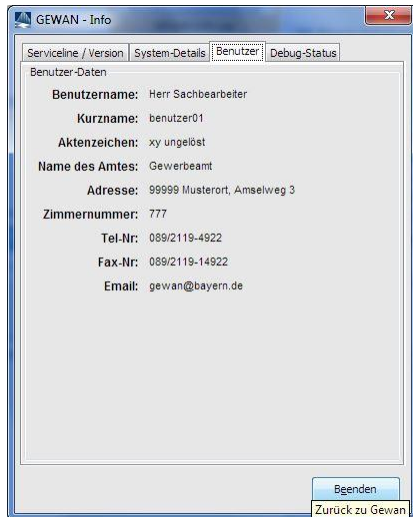 GEWAN - Info
Serviceline / Version System-Details Benutzer Debug-Status
Benutzer-Daten
Benutzername: Herr Sachbearbeiter
Kurzname: benutzer01
Aktenzeichen: xy ungelöst
Name des Amtes: Gewerbeamt
Adresse: 99999 Musterort, Amselweg 3
Zimmernummer: 777
Tel-Nr: 089/2119-4922
Fax-Nr: 089/2119-14922
Email: gewan@bayern.de
Beenden
Zurück zu Gewan